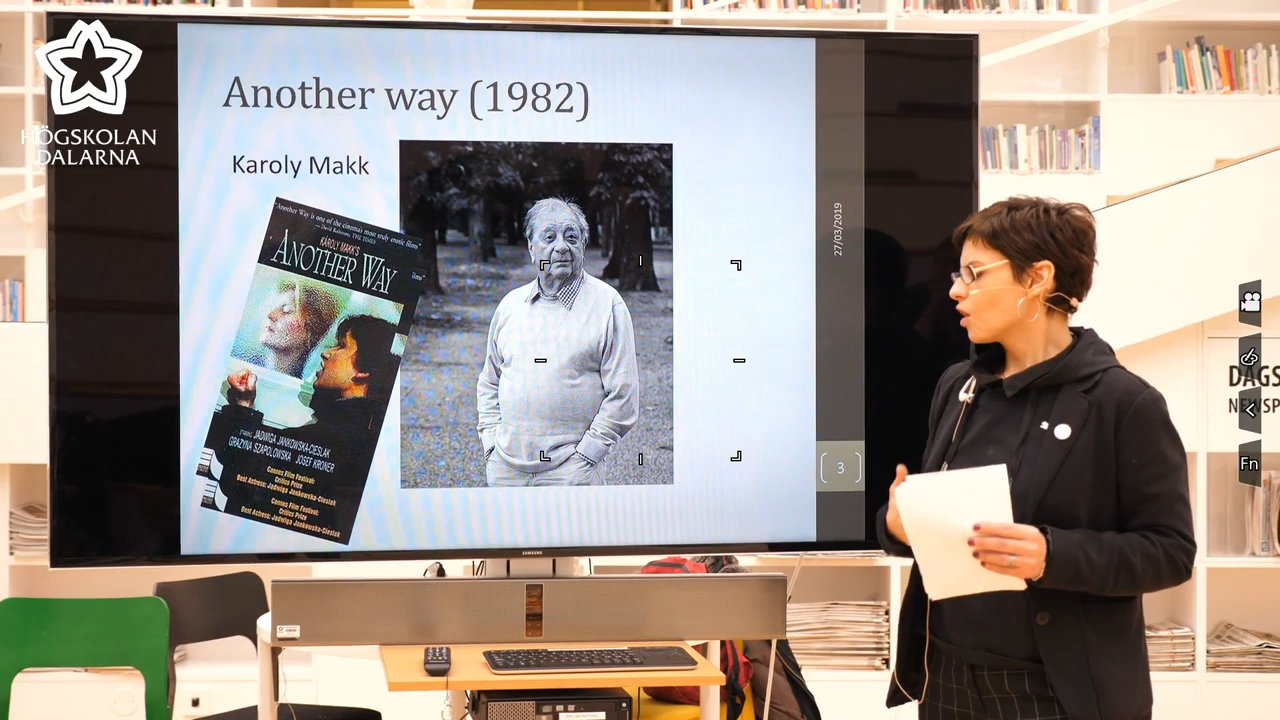 HÖGSKOLAN
DALARNA
Another way (1982)
Karoly Makk
"Another Way is one of the cinema's most truly erotic films"
— David Robinson, THE TIMES
KAROLY MAKK'S
ANOTHER WAY
STARRING JADWIGA JANKOWSKA-CIESLAK
GRAZYNA SZAPOLOWSKA JOSEF KRONER
Cannes Film Festival:
Critics Prize
Best Actress: Jadwiga Jankowska-Cieslak
Cannes Film Festival:
Critics Prize
Best Actress: Jadwiga Jankowska-Cieslak
27/03/2019
3
SAMSUNG
DAGS
NEWSP
Fn